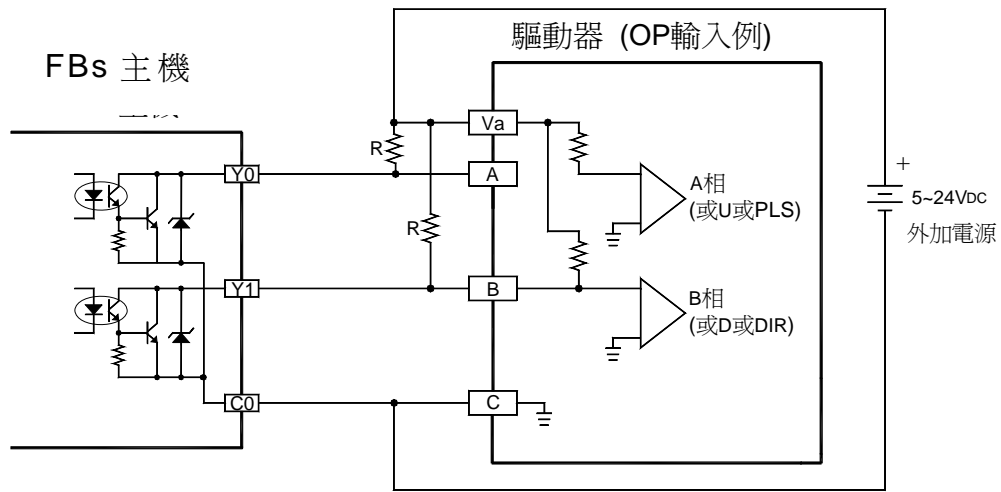 驅動器 (OP輸入例)
FBs 主機
Va
R
Y0
A
A相
(或U或PLS)
+
5~24VDC
外加電源
R
Y1
B
B相
(或D或DIR)
C0
C